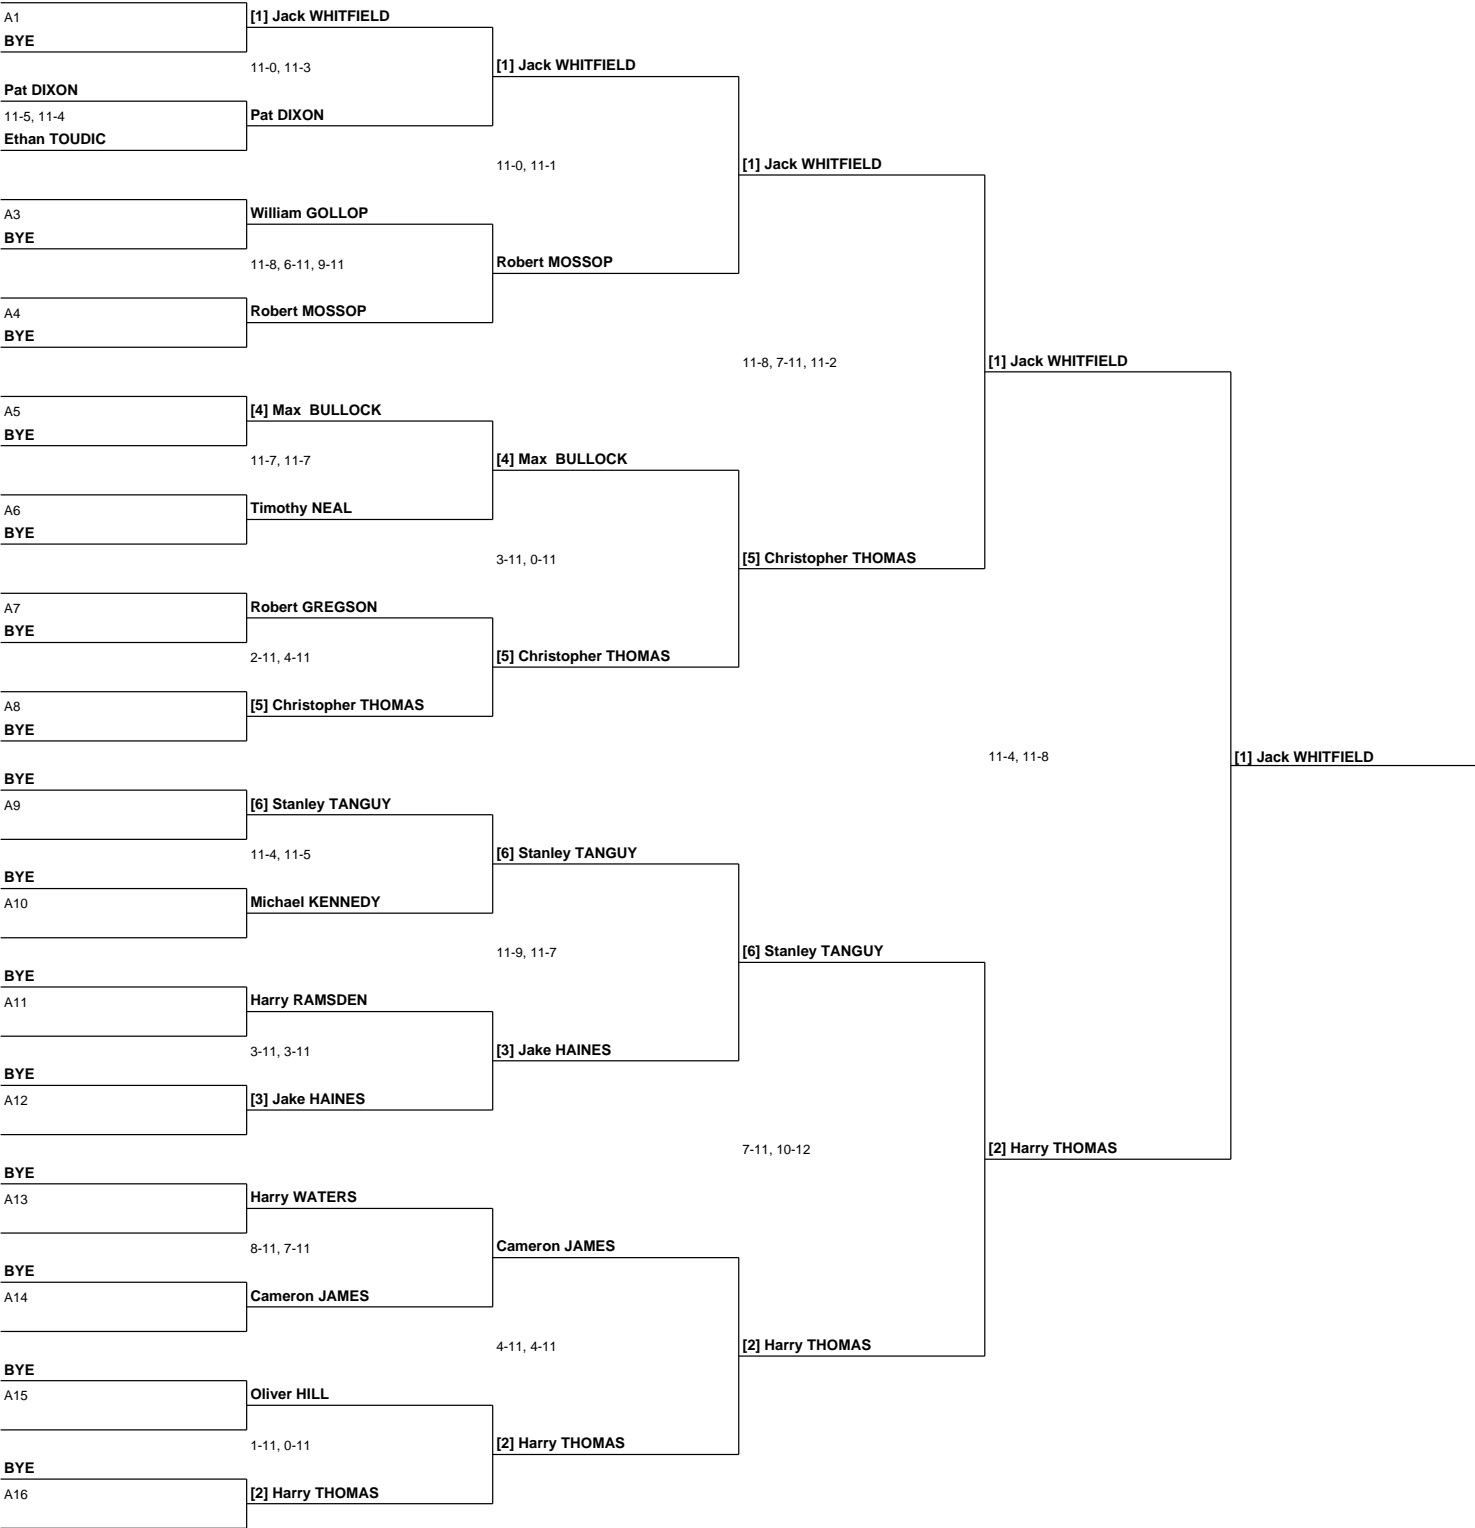 A1
[1] Jack WHITFIELD
BYE
11-0, 11-3
[1] Jack WHITFIELD
Pat DIXON
11-5, 11-4
Pat DIXON
Ethan TOUDIC
11-0, 11-1
[1] Jack WHITFIELD
A3
William GOLLOP
BYE
11-8, 6-11, 9-11
Robert MOSSOP
A4
Robert MOSSOP
BYE
11-8, 7-11, 11-2
[1] Jack WHITFIELD
A5
[4] Max  BULLOCK
BYE
11-7, 11-7
[4] Max  BULLOCK
A6
Timothy NEAL
BYE
3-11, 0-11
[5] Christopher THOMAS
A7
Robert GREGSON
BYE
2-11, 4-11
[5] Christopher THOMAS
A8
[5] Christopher THOMAS
BYE
11-4, 11-8
[1] Jack WHITFIELD
BYE
A9
[6] Stanley TANGUY
11-4, 11-5
[6] Stanley TANGUY
BYE
A10
Michael KENNEDY
11-9, 11-7
[6] Stanley TANGUY
BYE
A11
Harry RAMSDEN
3-11, 3-11
[3] Jake HAINES
BYE
A12
[3] Jake HAINES
7-11, 10-12
[2] Harry THOMAS
BYE
A13
Harry WATERS
8-11, 7-11
Cameron JAMES
BYE
A14
Cameron JAMES
4-11, 4-11
[2] Harry THOMAS
BYE
A15
Oliver HILL
1-11, 0-11
[2] Harry THOMAS
BYE
A16
[2] Harry THOMAS